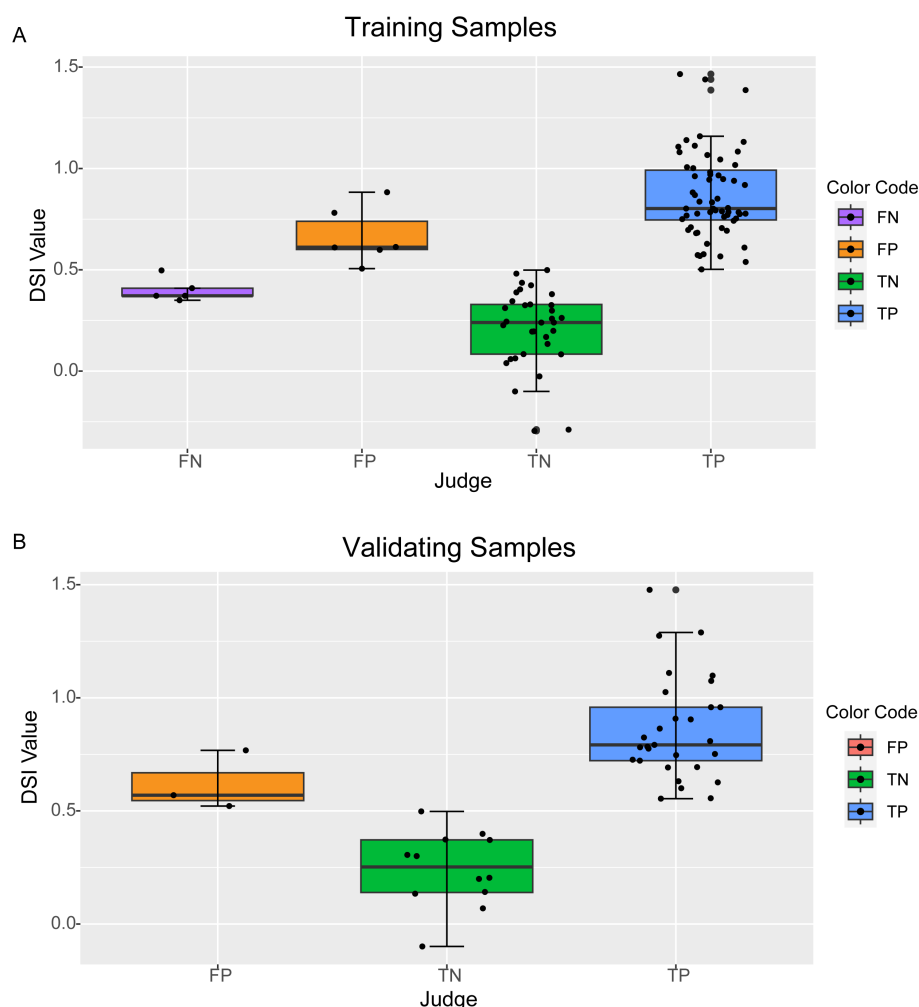 A
Training Samples
1.5
1.0
0.5
0.0
DSI Value
FN
FP
TN
TP
Judge
Color Code
FN
FP
TN
TP
B
Validating Samples
1.5
1.0
0.5
0.0
DSI Value
FP
TN
TP
Judge
Color Code
FP
TN
TP